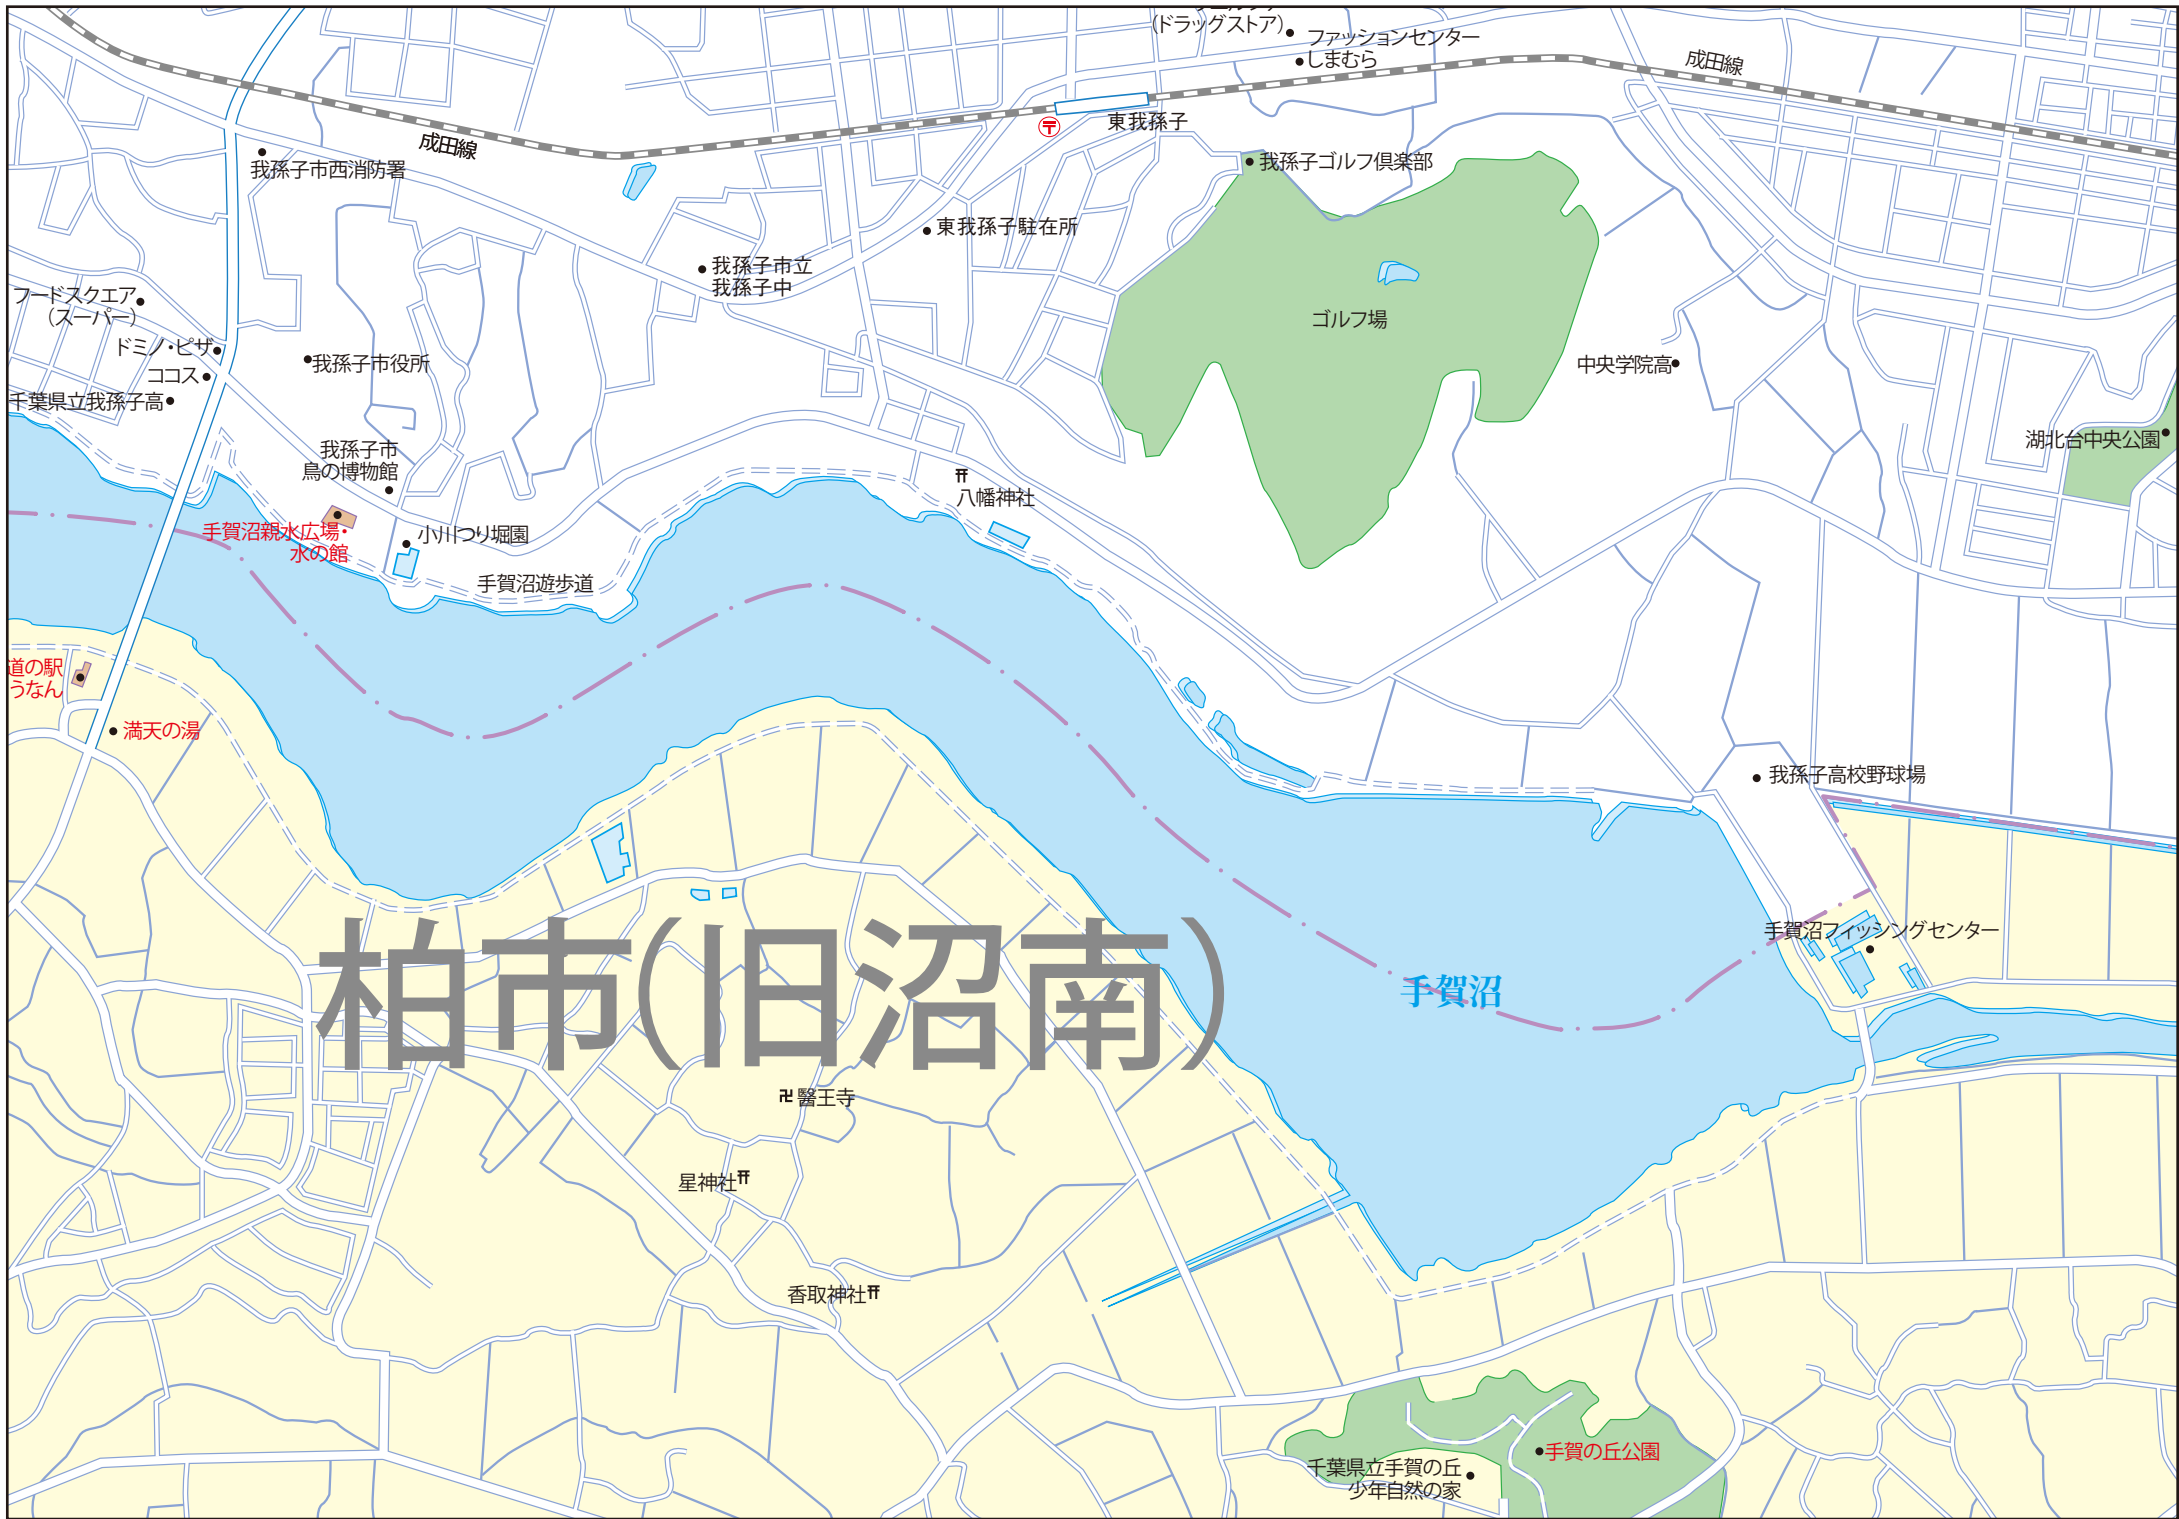 (ドラッグストア)
ファッションセンター
しまむら
成田線
成田線
東我孫子
我孫子市西消防署
我孫子ゴルフ倶楽部
東我孫子駐在所
我孫子市立
我孫子中
フードスクエア
(スーパー)
ゴルフ場
ドミノ・ピザ
我孫子市役所
中央学院高
ココス
千葉県立我孫子高
湖北台中央公園
我孫子市
鳥の博物館
八幡神社
手賀沼親水広場・
水の館
小川つり堀園
手賀沼遊歩道
道の駅
うなん
満天の湯
我孫子高校野球場
手賀沼フィッシングセンター
柏市(旧沼南)
手賀沼
醫王寺
星神社
香取神社
手賀の丘公園
千葉県立手賀の丘
少年自然の家